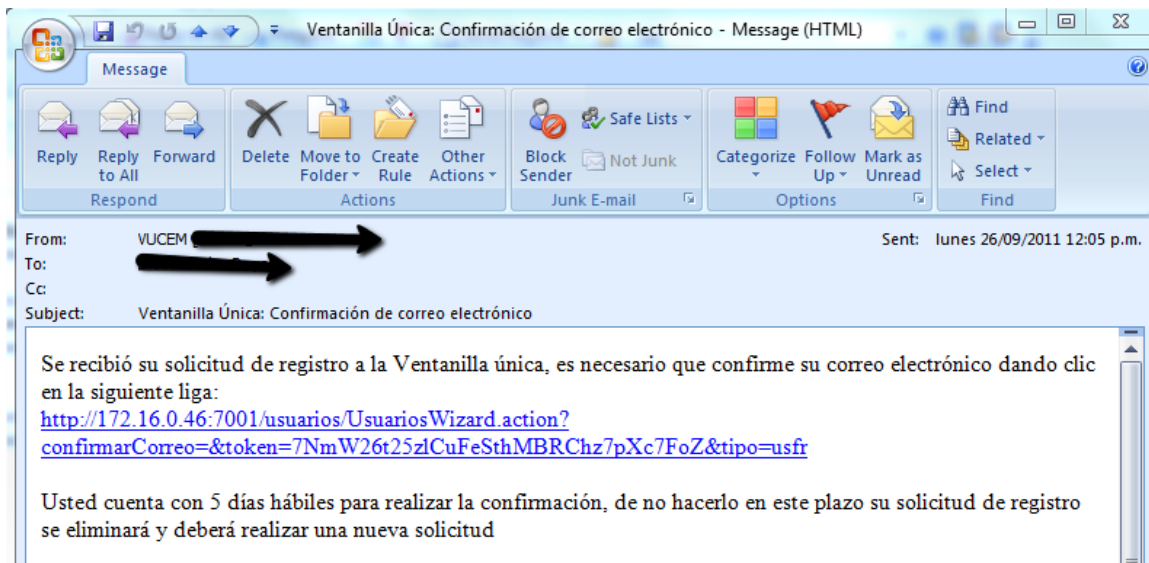 Ventanilla Única: Confirmación de correo electrónico - Message (HTML)
Message
Reply
Reply to All
Forward
Respond
Delete
Move to Folder
Create Rule
Other Actions
Actions
Block Sender
Safe Lists
Not Junk
Junk E-mail
Categorize
Follow Up
Mark as Unread
Options
Find
Related
Select
Find
From: VUCEM
Sent: lunes 26/09/2011 12:05 p.m.
To:
Cc:
Subject: Ventanilla Única: Confirmación de correo electrónico
Se recibió su solicitud de registro a la Ventanilla única, es necesario que confirme su correo electrónico dando clic
en la siguiente liga:
http://172.16.0.46:7001/usuarios/UsuariosWizard.action?
confirmarCorreo=&token=7NmW26t25zlCuFeSthMBRChz7pXc7FoZ&tipo=usfr
Usted cuenta con 5 días hábiles para realizar la confirmación, de no hacerlo en este plazo su solicitud de registro
se eliminará y deberá realizar una nueva solicitud